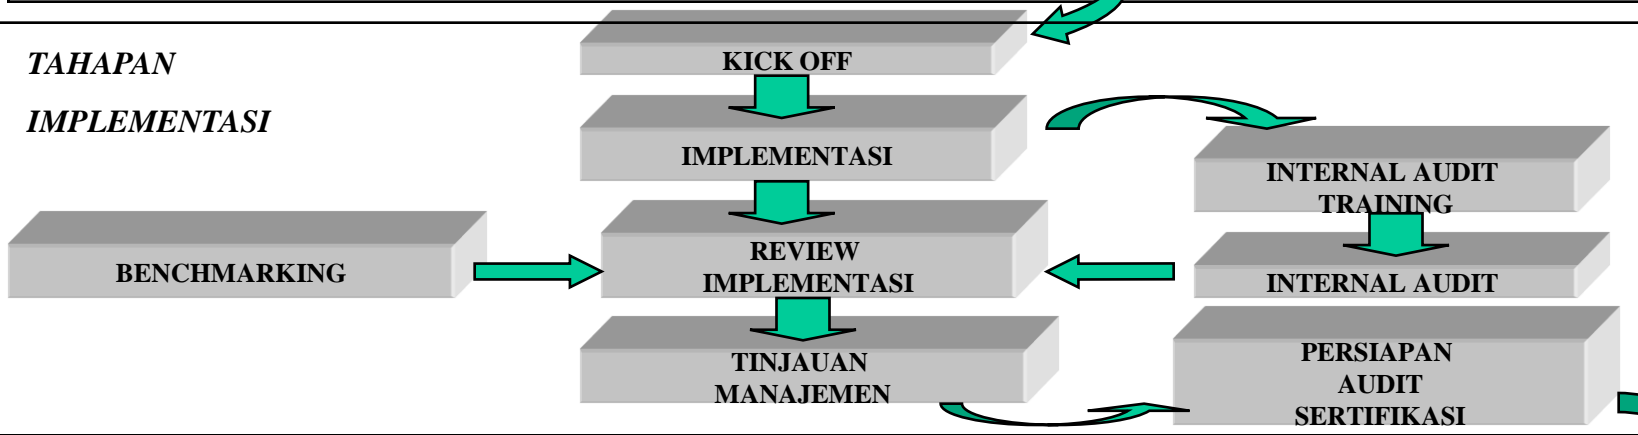 TAHAPAN
IMPLEMENTASI
KICK OFF
IMPLEMENTASI
INTERNAL AUDIT
TRAINING
BENCHMARKING
REVIEW
IMPLEMENTASI
INTERNAL AUDIT
TINJAUAN
MANAJEMEN
PERSIAPAN
AUDIT
SERTIFIKASI